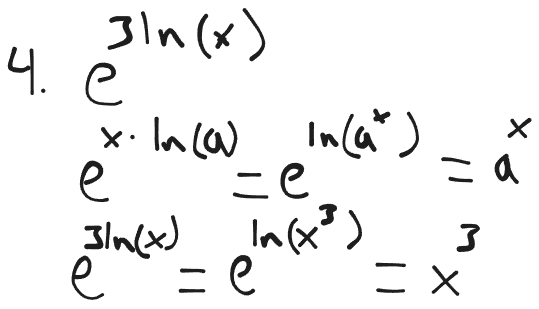 4. e^{3ln(x)}
e^{x·ln(a)} = e^{ln(a^x)} = a^x
e^{3ln(x)} = e^{ln(x^3)} = x^3